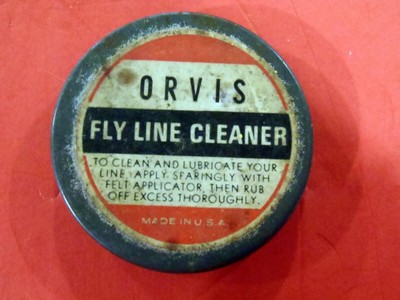 ORVIS
FLY LINE CLEANER
TO CLEAN AND LUBRICATE YOUR
LINE, APPLY SPARINGLY WITH
FELT APPLICATOR, THEN RUB
OFF EXCESS THOROUGHLY.
MADE IN U.S.A.